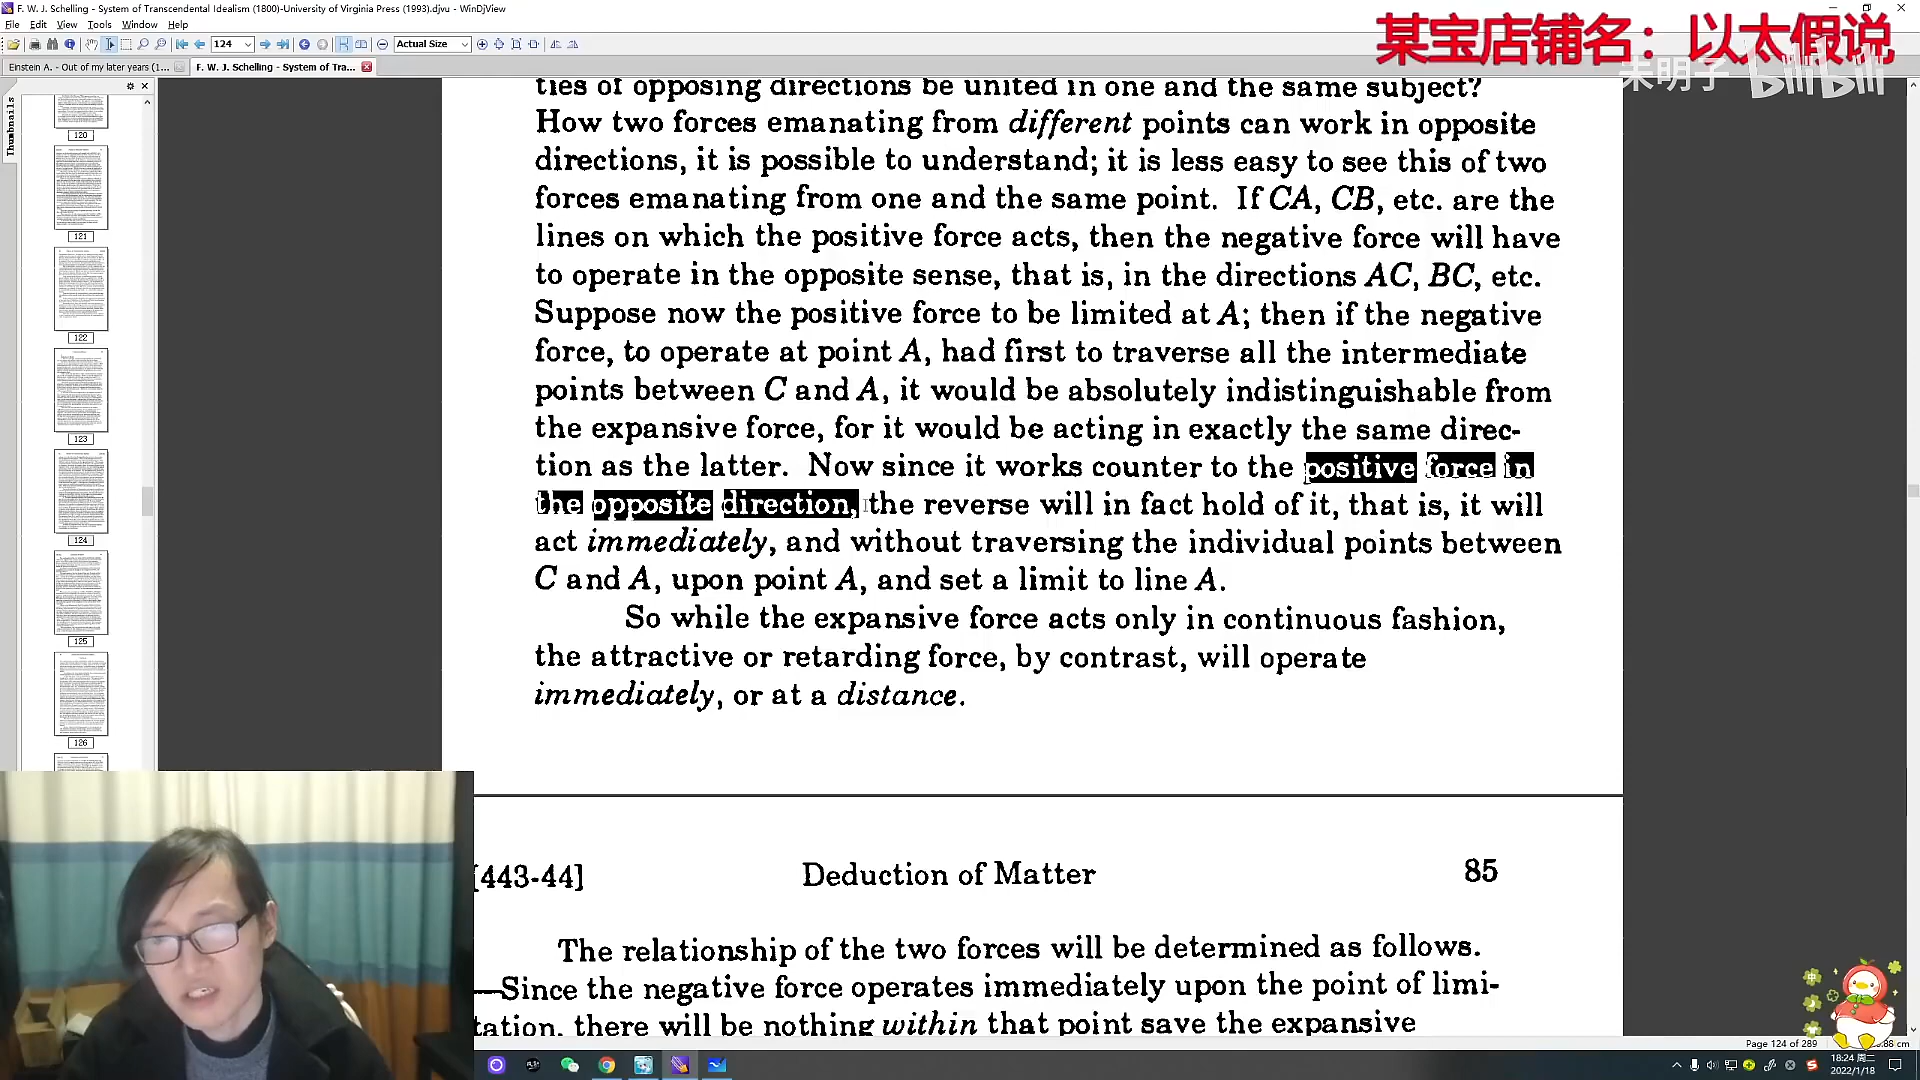 F. W. J. Schelling - System of Transcendental Idealism (1800)-University of Virginia Press (1993).djvu - WinDjView
File Edit View Tools Window Help
124
Actual Size
Einstein A. - Out of my later years (1...
F. W. J. Schelling - System of Tra...
某宝店铺名：以太假说
未明子 bilibili
Thumbnails
120
121
122
123
124
125
126
ties of opposing directions be united in one and the same subject?
How two forces emanating from different points can work in opposite
directions, it is possible to understand; it is less easy to see this of two
forces emanating from one and the same point. If CA, CB, etc. are the
lines on which the positive force acts, then the negative force will have
to operate in the opposite sense, that is, in the directions AC, BC, etc.
Suppose now the positive force to be limited at A; then if the negative
force, to operate at point A, had first to traverse all the intermediate
points between C and A, it would be absolutely indistinguishable from
the expansive force, for it would be acting in exactly the same direc-
tion as the latter. Now since it works counter to the positive force in
the opposite direction, the reverse will in fact hold of it, that is, it will
act immediately, and without traversing the individual points between
C and A, upon point A, and set a limit to line A.
So while the expansive force acts only in continuous fashion,
the attractive or retarding force, by contrast, will operate
immediately, or at a distance.
[443-44] Deduction of Matter 85
The relationship of the two forces will be determined as follows.
—Since the negative force operates immediately upon the point of limi-
tation, there will be nothing within that point save the expansive
Page 124 of 289
18:24 周二
2022/1/18